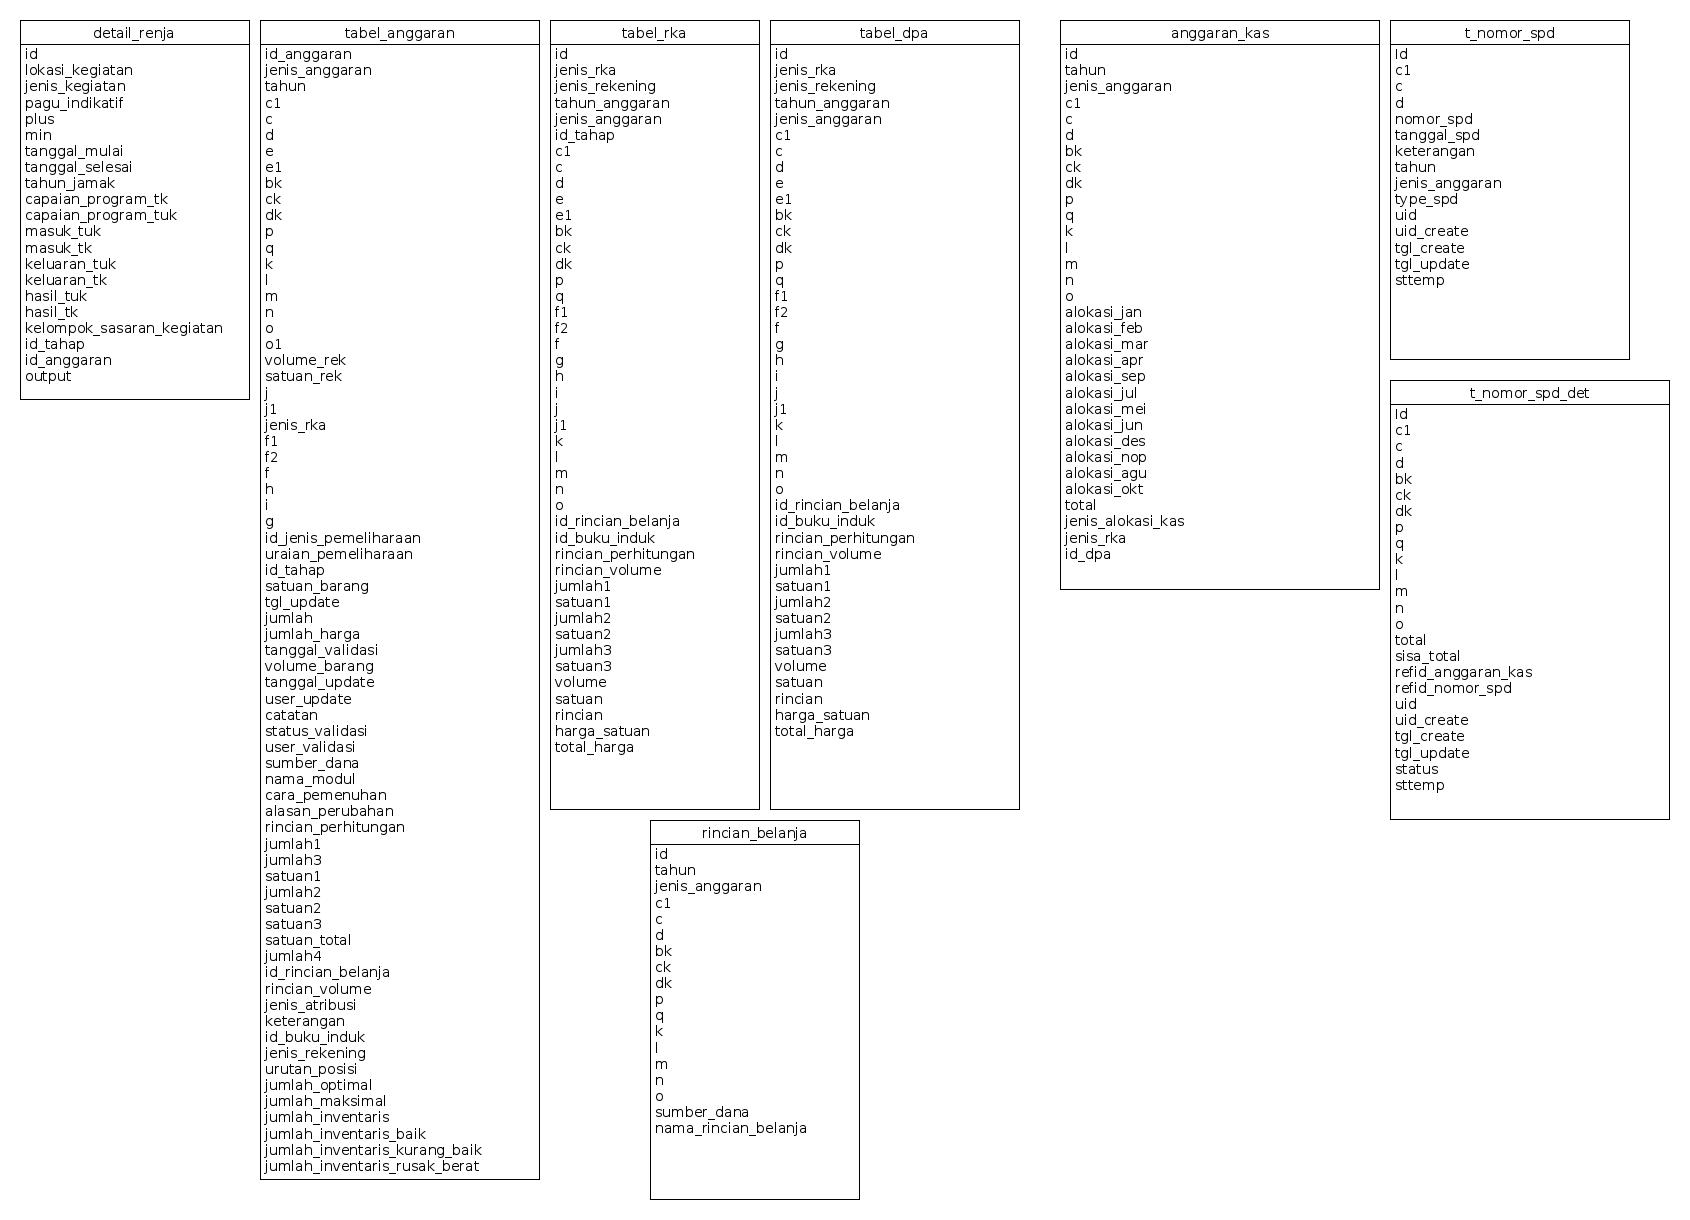 detail_renja
id
lokasi_kegiatan
jenis_kegiatan
pagu_indikatif
plus
min
tanggal_mulai
tanggal_selesai
tahun_jamak
capaian_program_tk
capaian_program_tuk
masuk_tuk
masuk_tk
keluaran_tuk
keluaran_tk
hasil_tuk
hasil_tk
kelompok_sasaran_kegiatan
id_tahap
id_anggaran
output
tabel_anggaran
id_anggaran
jenis_anggaran
tahun
c1
c
d
e
e1
bk
ck
dk
p
q
k
l
m
n
o
o1
volume_rek
satuan_rek
j
j1
jenis_rka
f1
f2
f
h
i
g
id_jenis_pemeliharaan
uraian_pemeliharaan
id_tahap
satuan_barang
tgl_update
jumlah
jumlah_harga
tanggal_validasi
volume_barang
tanggal_update
user_update
catatan
status_validasi
user_validasi
sumber_dana
nama_modul
cara_pemenuhan
alasan_perubahan
rincian_perhitungan
jumlah1
jumlah3
satuan1
jumlah2
satuan2
satuan3
satuan_total
jumlah4
id_rincian_belanja
rincian_volume
jenis_atribusi
keterangan
id_buku_induk
jenis_rekening
urutan_posisi
jumlah_optimal
jumlah_maksimal
jumlah_inventaris
jumlah_inventaris_baik
jumlah_inventaris_kurang_baik
jumlah_inventaris_rusak_berat
tabel_rka
id
jenis_rka
jenis_rekening
tahun_anggaran
jenis_anggaran
id_tahap
c1
c
d
e
e1
bk
ck
dk
p
q
f1
f2
f
g
h
i
j
j1
k
l
m
n
o
id_rincian_belanja
id_buku_induk
rincian_perhitungan
rincian_volume
jumlah1
satuan1
jumlah2
satuan2
jumlah3
satuan3
volume
satuan
rincian
harga_satuan
total_harga
tabel_dpa
id
jenis_rka
jenis_rekening
tahun_anggaran
jenis_anggaran
c1
c
d
e
e1
bk
ck
dk
p
q
f1
f2
f
g
h
i
j
j1
k
l
m
n
o
id_rincian_belanja
id_buku_induk
rincian_perhitungan
rincian_volume
jumlah1
satuan1
jumlah2
satuan2
jumlah3
satuan3
volume
satuan
rincian
harga_satuan
total_harga
rincian_belanja
id
tahun
jenis_anggaran
c1
c
d
bk
ck
dk
p
q
k
l
m
n
o
sumber_dana
nama_rincian_belanja
anggaran_kas
id
tahun
jenis_anggaran
c1
c
d
bk
ck
dk
p
q
k
l
m
n
o
alokasi_jan
alokasi_feb
alokasi_mar
alokasi_apr
alokasi_sep
alokasi_jul
alokasi_mei
alokasi_jun
alokasi_des
alokasi_nop
alokasi_agu
alokasi_okt
total
jenis_alokasi_kas
jenis_rka
id_dpa
t_nomor_spd
Id
c1
c
d
nomor_spd
tanggal_spd
keterangan
tahun
jenis_anggaran
type_spd
uid
uid_create
tgl_create
tgl_update
sttemp
t_nomor_spd_det
Id
c1
c
d
bk
ck
dk
p
q
k
l
m
n
o
total
sisa_total
refid_anggaran_kas
refid_nomor_spd
uid
uid_create
tgl_create
tgl_update
status
sttemp